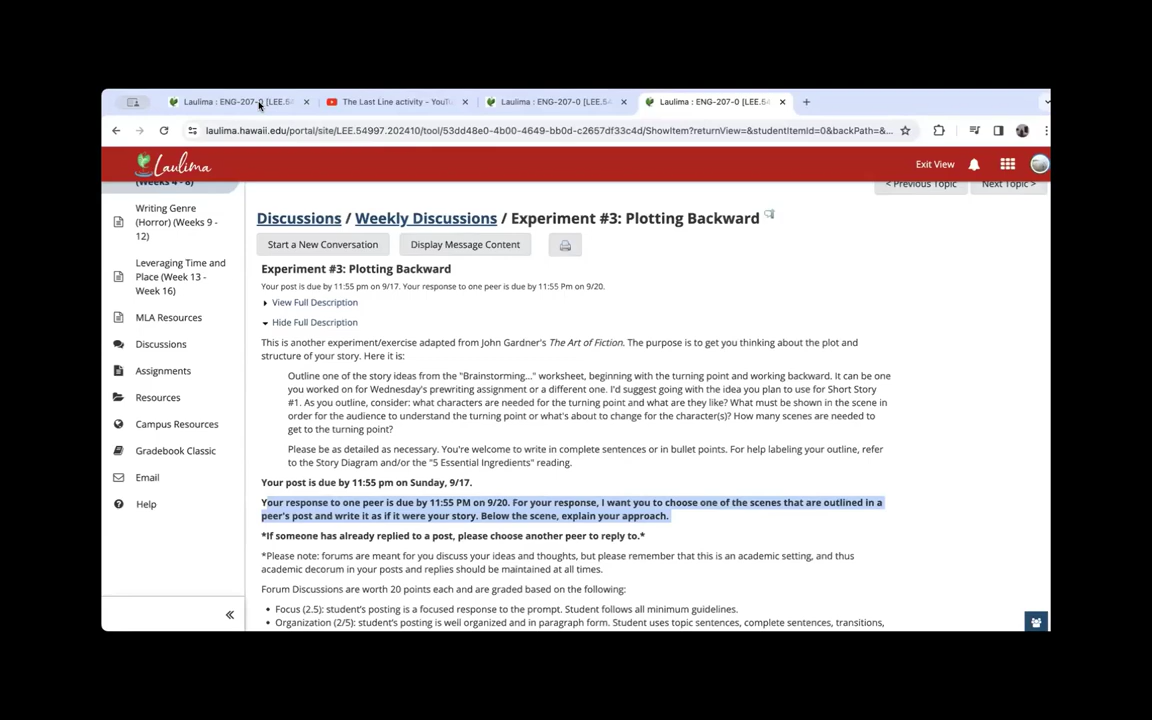 Laulima : ENG-207-0 [LEE.54
The Last Line activity - YouTu
Laulima : ENG-207-0 [LEE.54
Laulima : ENG-207-0 [LEE.54
laulima.hawaii.edu/portal/site/LEE.54997.202410/tool/53dd48e0-4b00-4649-bb0d-c2657df33c4d/ShowItem?returnView=&studentItemId=0&backPath=&...
Laulima
Exit View
(Weeks 4 - 8)
Writing Genre
(Horror) (Weeks 9 -
12)
Leveraging Time and
Place (Week 13 -
Week 16)
MLA Resources
Discussions
Assignments
Resources
Campus Resources
Gradebook Classic
Email
Help
< Previous Topic
Next Topic >
Discussions / Weekly Discussions / Experiment #3: Plotting Backward
Start a New Conversation
Display Message Content
Experiment #3: Plotting Backward
Your post is due by 11:55 pm on 9/17. Your response to one peer is due by 11:55 Pm on 9/20.
View Full Description
Hide Full Description
This is another experiment/exercise adapted from John Gardner's The Art of Fiction. The purpose is to get you thinking about the plot and
structure of your story. Here it is:
Outline one of the story ideas from the "Brainstorming..." worksheet, beginning with the turning point and working backward. It can be one
you worked on for Wednesday's prewriting assignment or a different one. I'd suggest going with the idea you plan to use for Short Story
#1. As you outline, consider: what characters are needed for the turning point and what are they like? What must be shown in the scene in
order for the audience to understand the turning point or what's about to change for the character(s)? How many scenes are needed to
get to the turning point?
Please be as detailed as necessary. You're welcome to write in complete sentences or in bullet points. For help labeling your outline, refer
to the Story Diagram and/or the "5 Essential Ingredients" reading.
Your post is due by 11:55 pm on Sunday, 9/17.
Your response to one peer is due by 11:55 PM on 9/20. For your response, I want you to choose one of the scenes that are outlined in a
peer's post and write it as if it were your story. Below the scene, explain your approach.
*If someone has already replied to a post, please choose another peer to reply to.*
*Please note: forums are meant for you discuss your ideas and thoughts, but please remember that this is an academic setting, and thus
academic decorum in your posts and replies should be maintained at all times.
Forum Discussions are worth 20 points each and are graded based on the following:
• Focus (2.5): student's posting is a focused response to the prompt. Student follows all minimum guidelines.
• Organization (2/5): student's posting is well organized and in paragraph form. Student uses topic sentences, complete sentences, transitions,